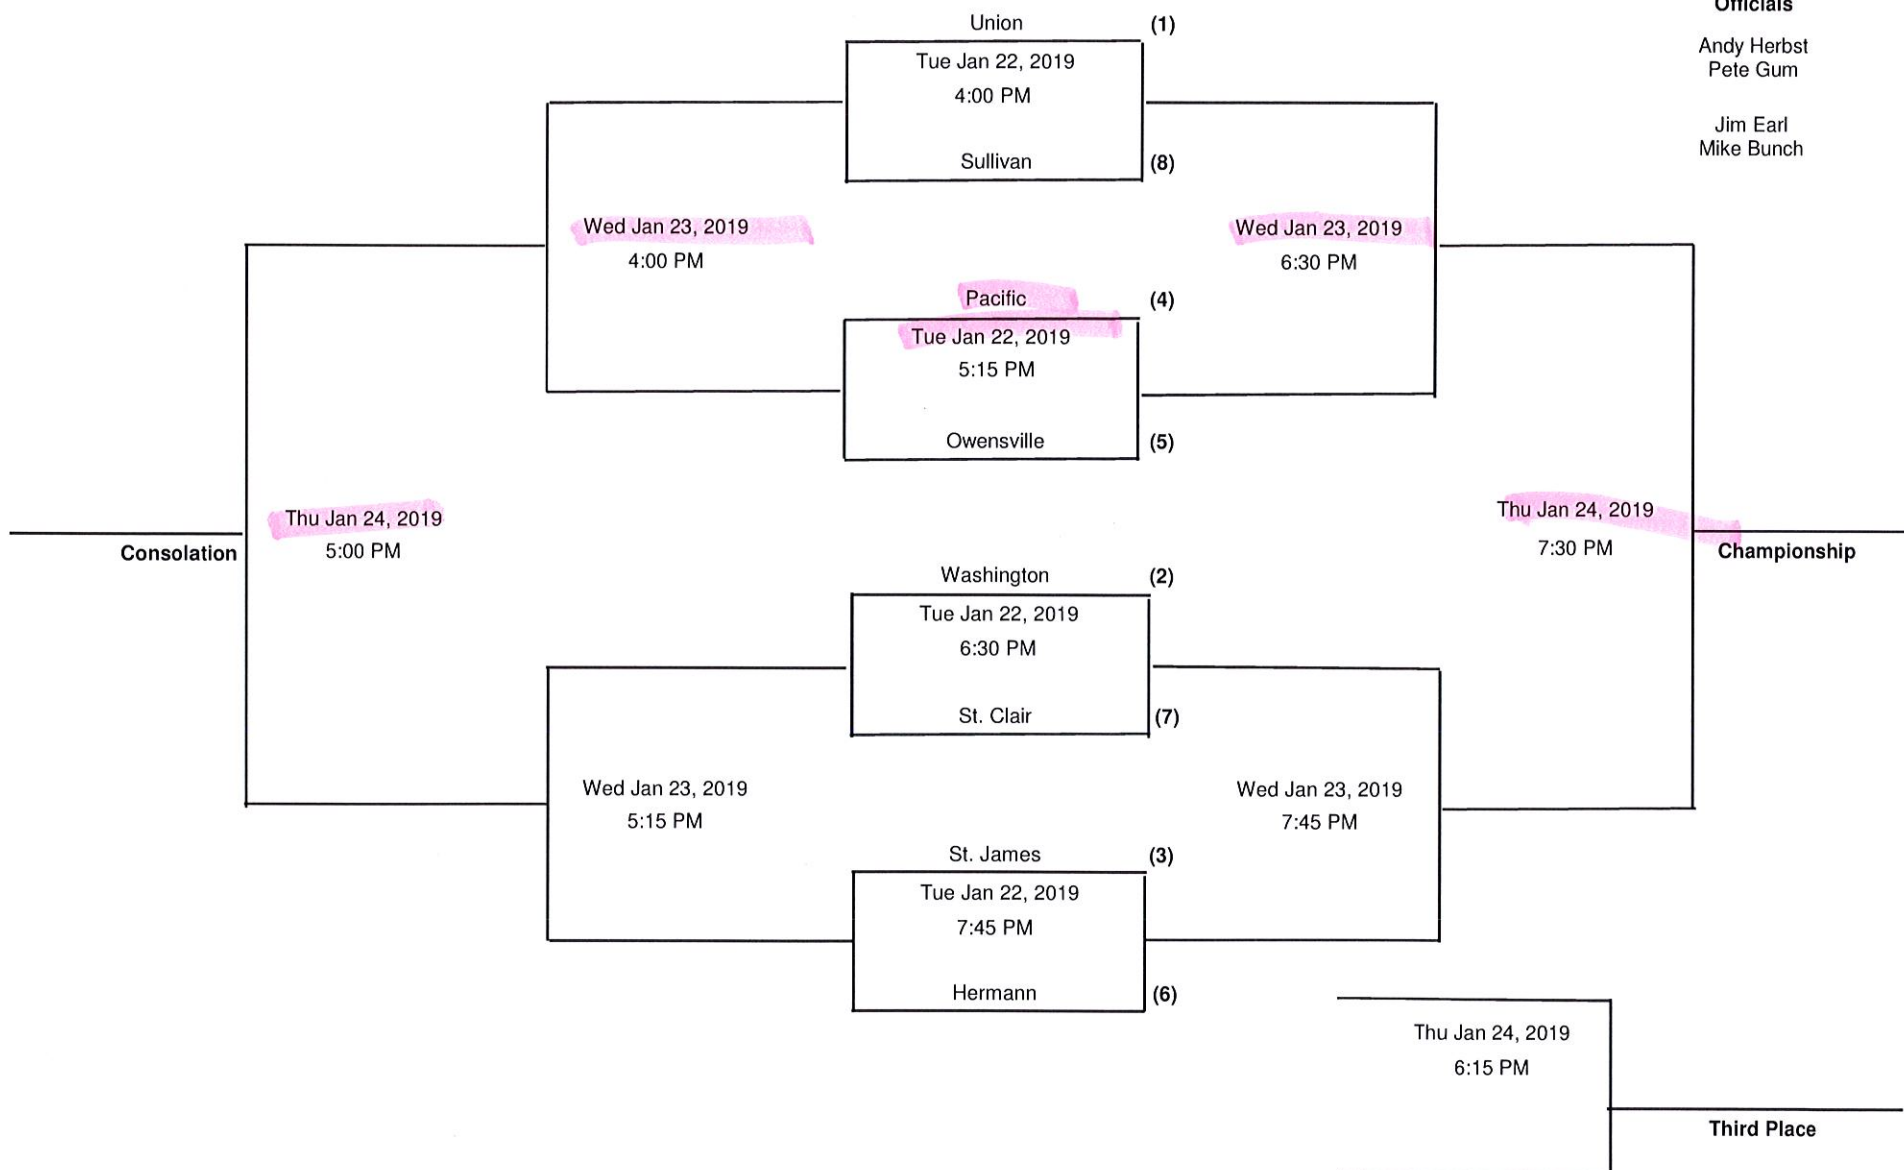 Officials
Andy Herbst
Pete Gum
Jim Earl
Mike Bunch
Union (1)
Tue Jan 22, 2019
4:00 PM
Sullivan (8)
Wed Jan 23, 2019
4:00 PM
Wed Jan 23, 2019
6:30 PM
Pacific (4)
Tue Jan 22, 2019
5:15 PM
Owensville (5)
Thu Jan 24, 2019
5:00 PM
Consolation
Thu Jan 24, 2019
7:30 PM
Championship
Washington (2)
Tue Jan 22, 2019
6:30 PM
St. Clair (7)
Wed Jan 23, 2019
5:15 PM
Wed Jan 23, 2019
7:45 PM
St. James (3)
Tue Jan 22, 2019
7:45 PM
Hermann (6)
Thu Jan 24, 2019
6:15 PM
Third Place